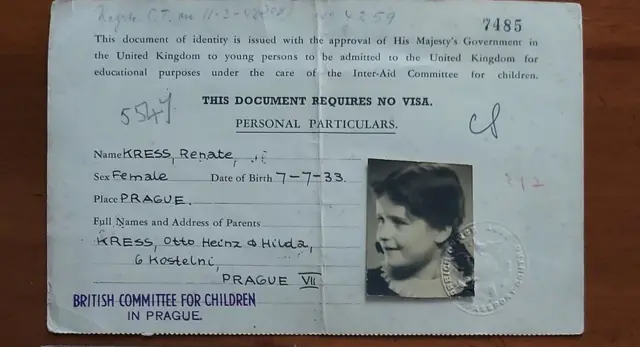 7485
This document of identity is issued with the approval of His Majesty's Government in
the United Kingdom to young persons to be admitted to the United Kingdom for
educational purposes under the care of the Inter-Aid Committee for children.
THIS DOCUMENT REQUIRES NO VISA.
5547
PERSONAL PARTICULARS.
Name KRESS, Renate,
Sex Female Date of Birth 7-7-33.
Place PRAGUE.
Full Names and Address of Parents
KRESS, Otto Heinz & Hilda,
6 Kostelni,
PRAGUE VII
BRITISH COMMITTEE FOR CHILDREN
IN PRAGUE.